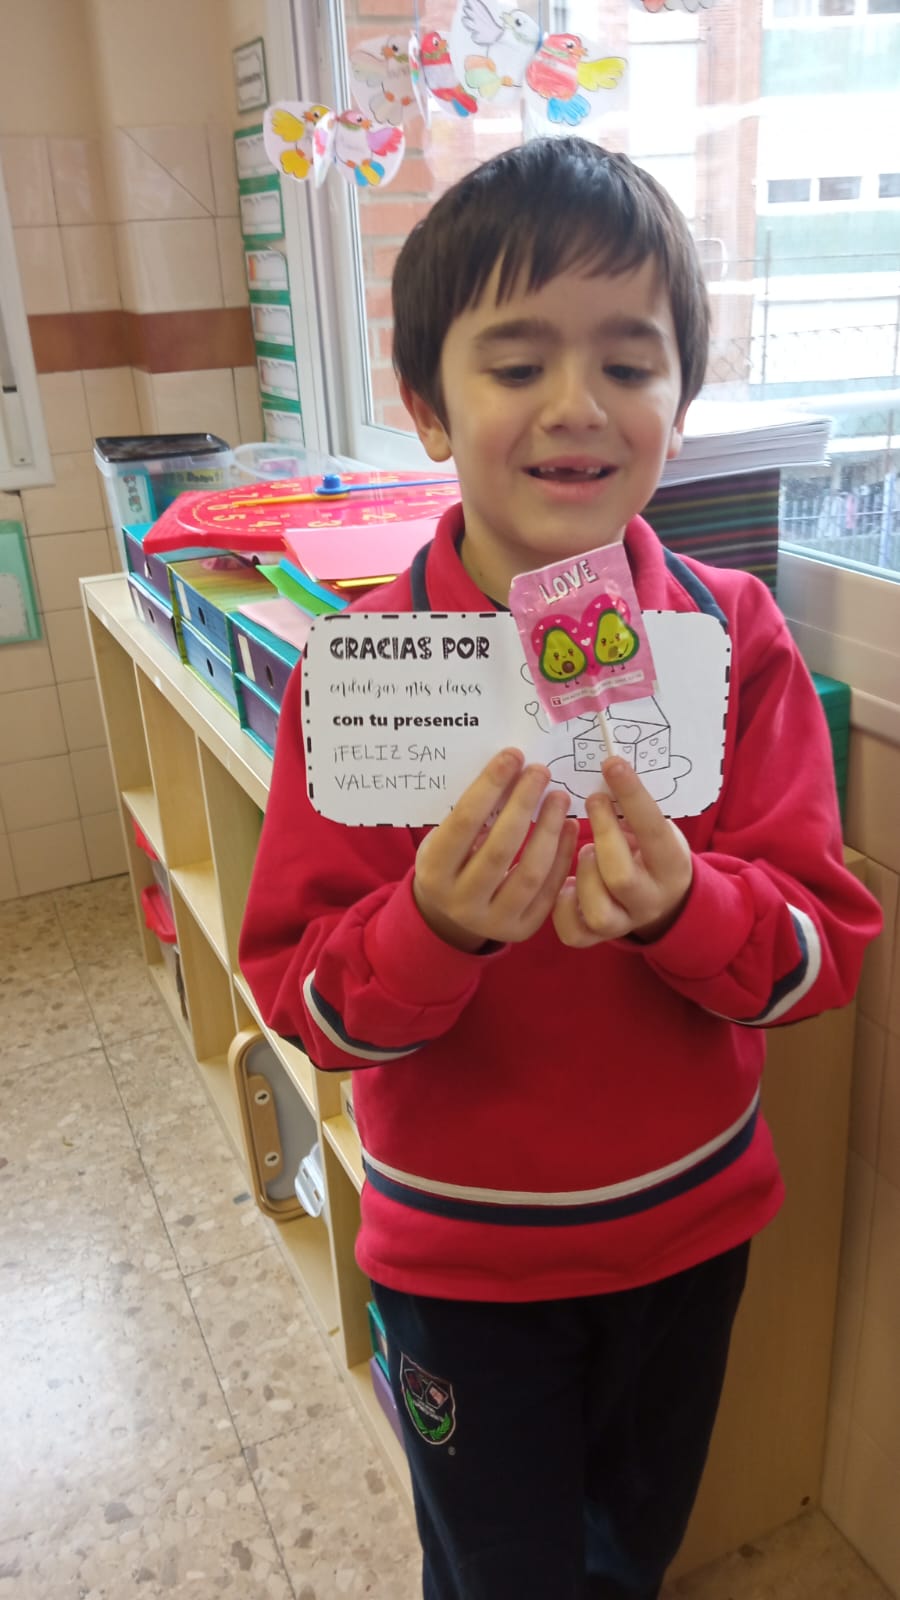 LOVE
GRACIAS POR
endulzar mis clases
con tu presencia
¡FELIZ SAN
VALENTÍN!